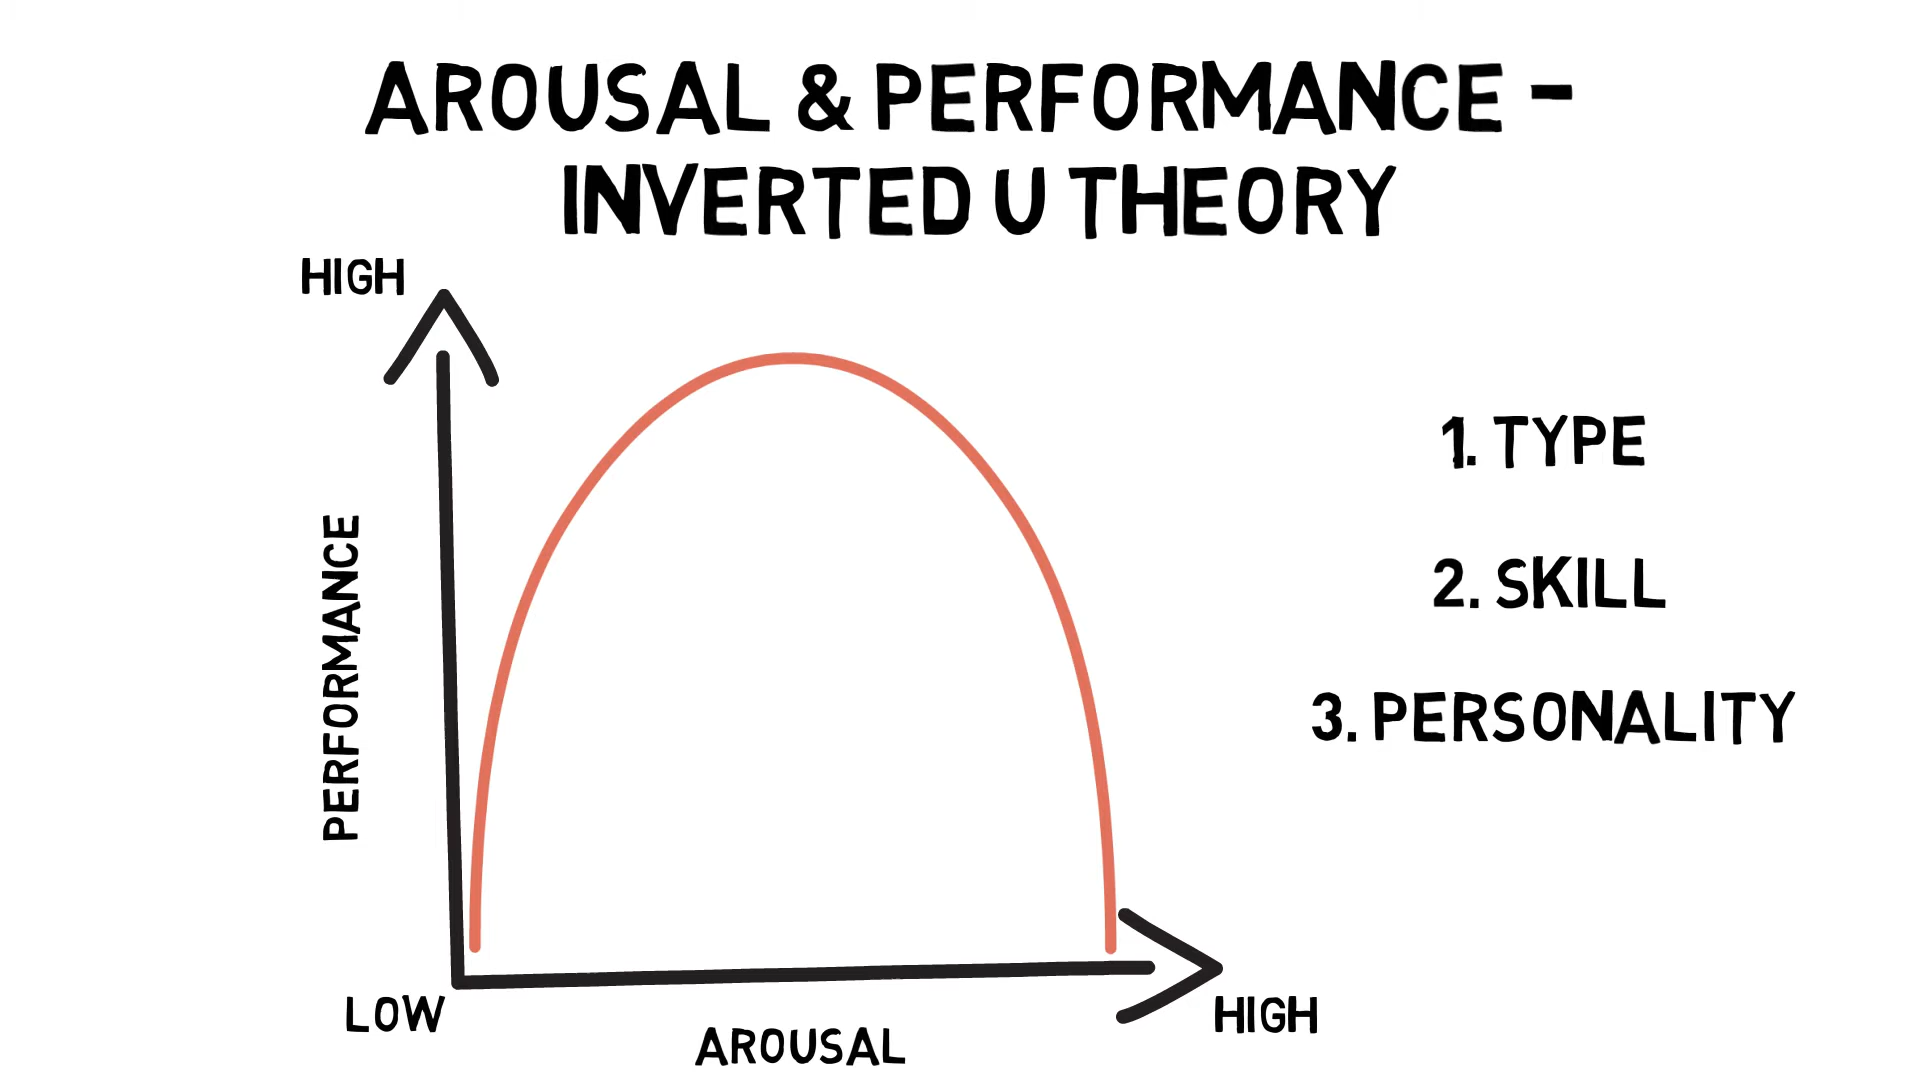 AROUSAL & PERFORMANCE -
INVERTED U THEORY
HIGH
PERFORMANCE
LOW
AROUSAL
HIGH
1. TYPE
2. SKILL
3. PERSONALITY